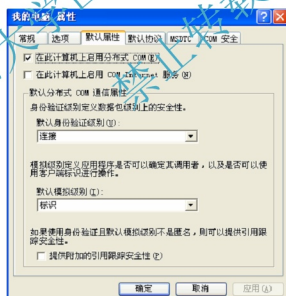 我的电脑 属性
常规 选项 默认属性 默认协议 MSDTC COM 安全
在此计算机上启用分布式 COM(E)
在此计算机上启用 COM Internet 服务(N)
默认分布式 COM 通信属性
身份验证级别定义数据包级别上的安全性。
默认身份验证级别(U):
连接
模拟级别定义应用程序是否可以确定其调用者，以及是否可以使
用客户端标识进行操作。
默认模拟级别(I):
标识
如果使用身份验证且默认模拟级别不是匿名，则可以提供引用跟
踪安全性。
提供附加的引用跟踪安全性(P)
确定 取消 应用(A)